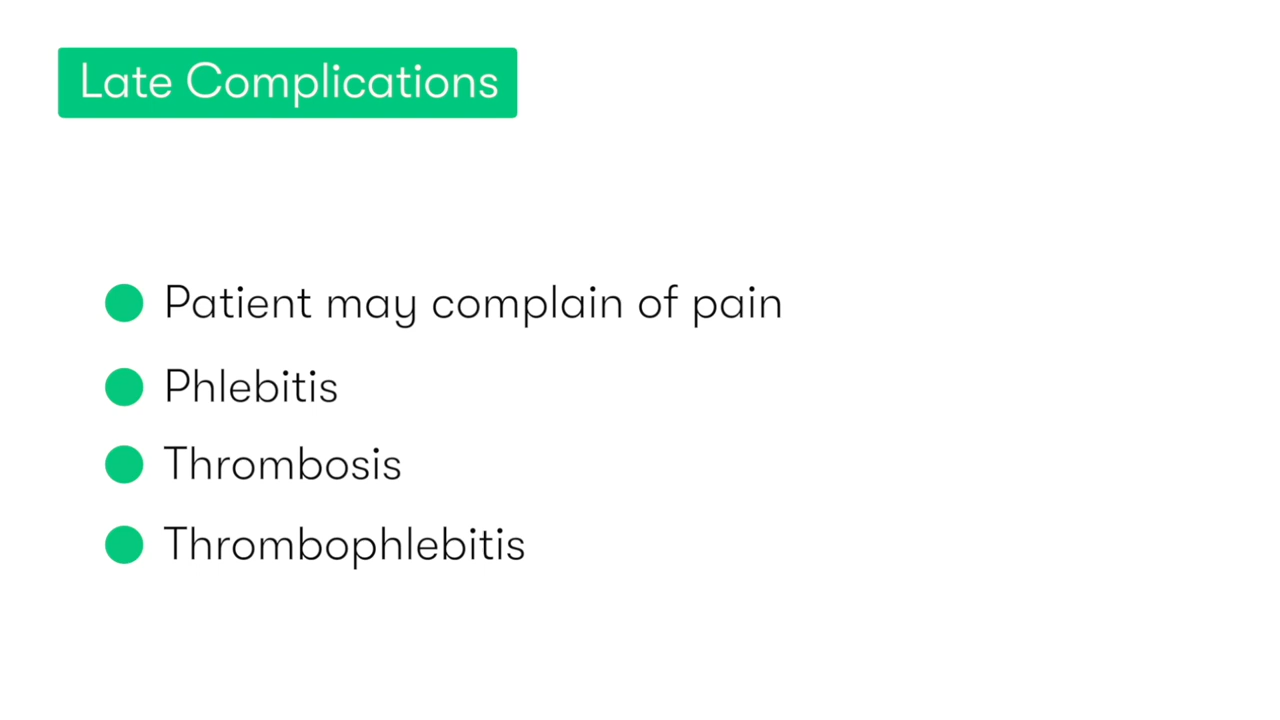 Late Complications
Patient may complain of pain
Phlebitis
Thrombosis
Thrombophlebitis